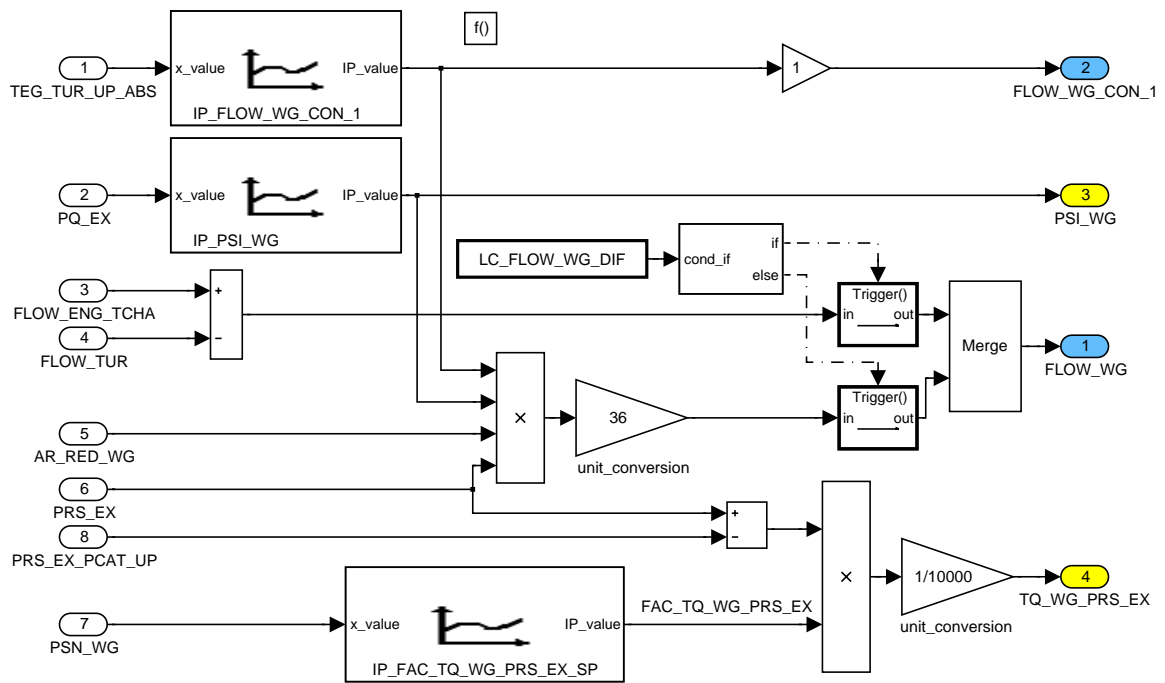 f()
1
TEG_TUR_UP_ABS
x_value
IP_value
IP_FLOW_WG_CON_1
1
2
FLOW_WG_CON_1
2
PQ_EX
x_value
IP_value
IP_PSI_WG
3
PSI_WG
LC_FLOW_WG_DIF
cond_if
if
else
3
FLOW_ENG_TCHA
4
FLOW_TUR
+
−
Trigger()
in
out
Merge
1
FLOW_WG
Trigger()
in
out
×
36
unit_conversion
5
AR_RED_WG
6
PRS_EX
8
PRS_EX_PCAT_UP
+
−
×
1/10000
unit_conversion
4
TQ_WG_PRS_EX
7
PSN_WG
x_value
IP_value
IP_FAC_TQ_WG_PRS_EX_SP
FAC_TQ_WG_PRS_EX